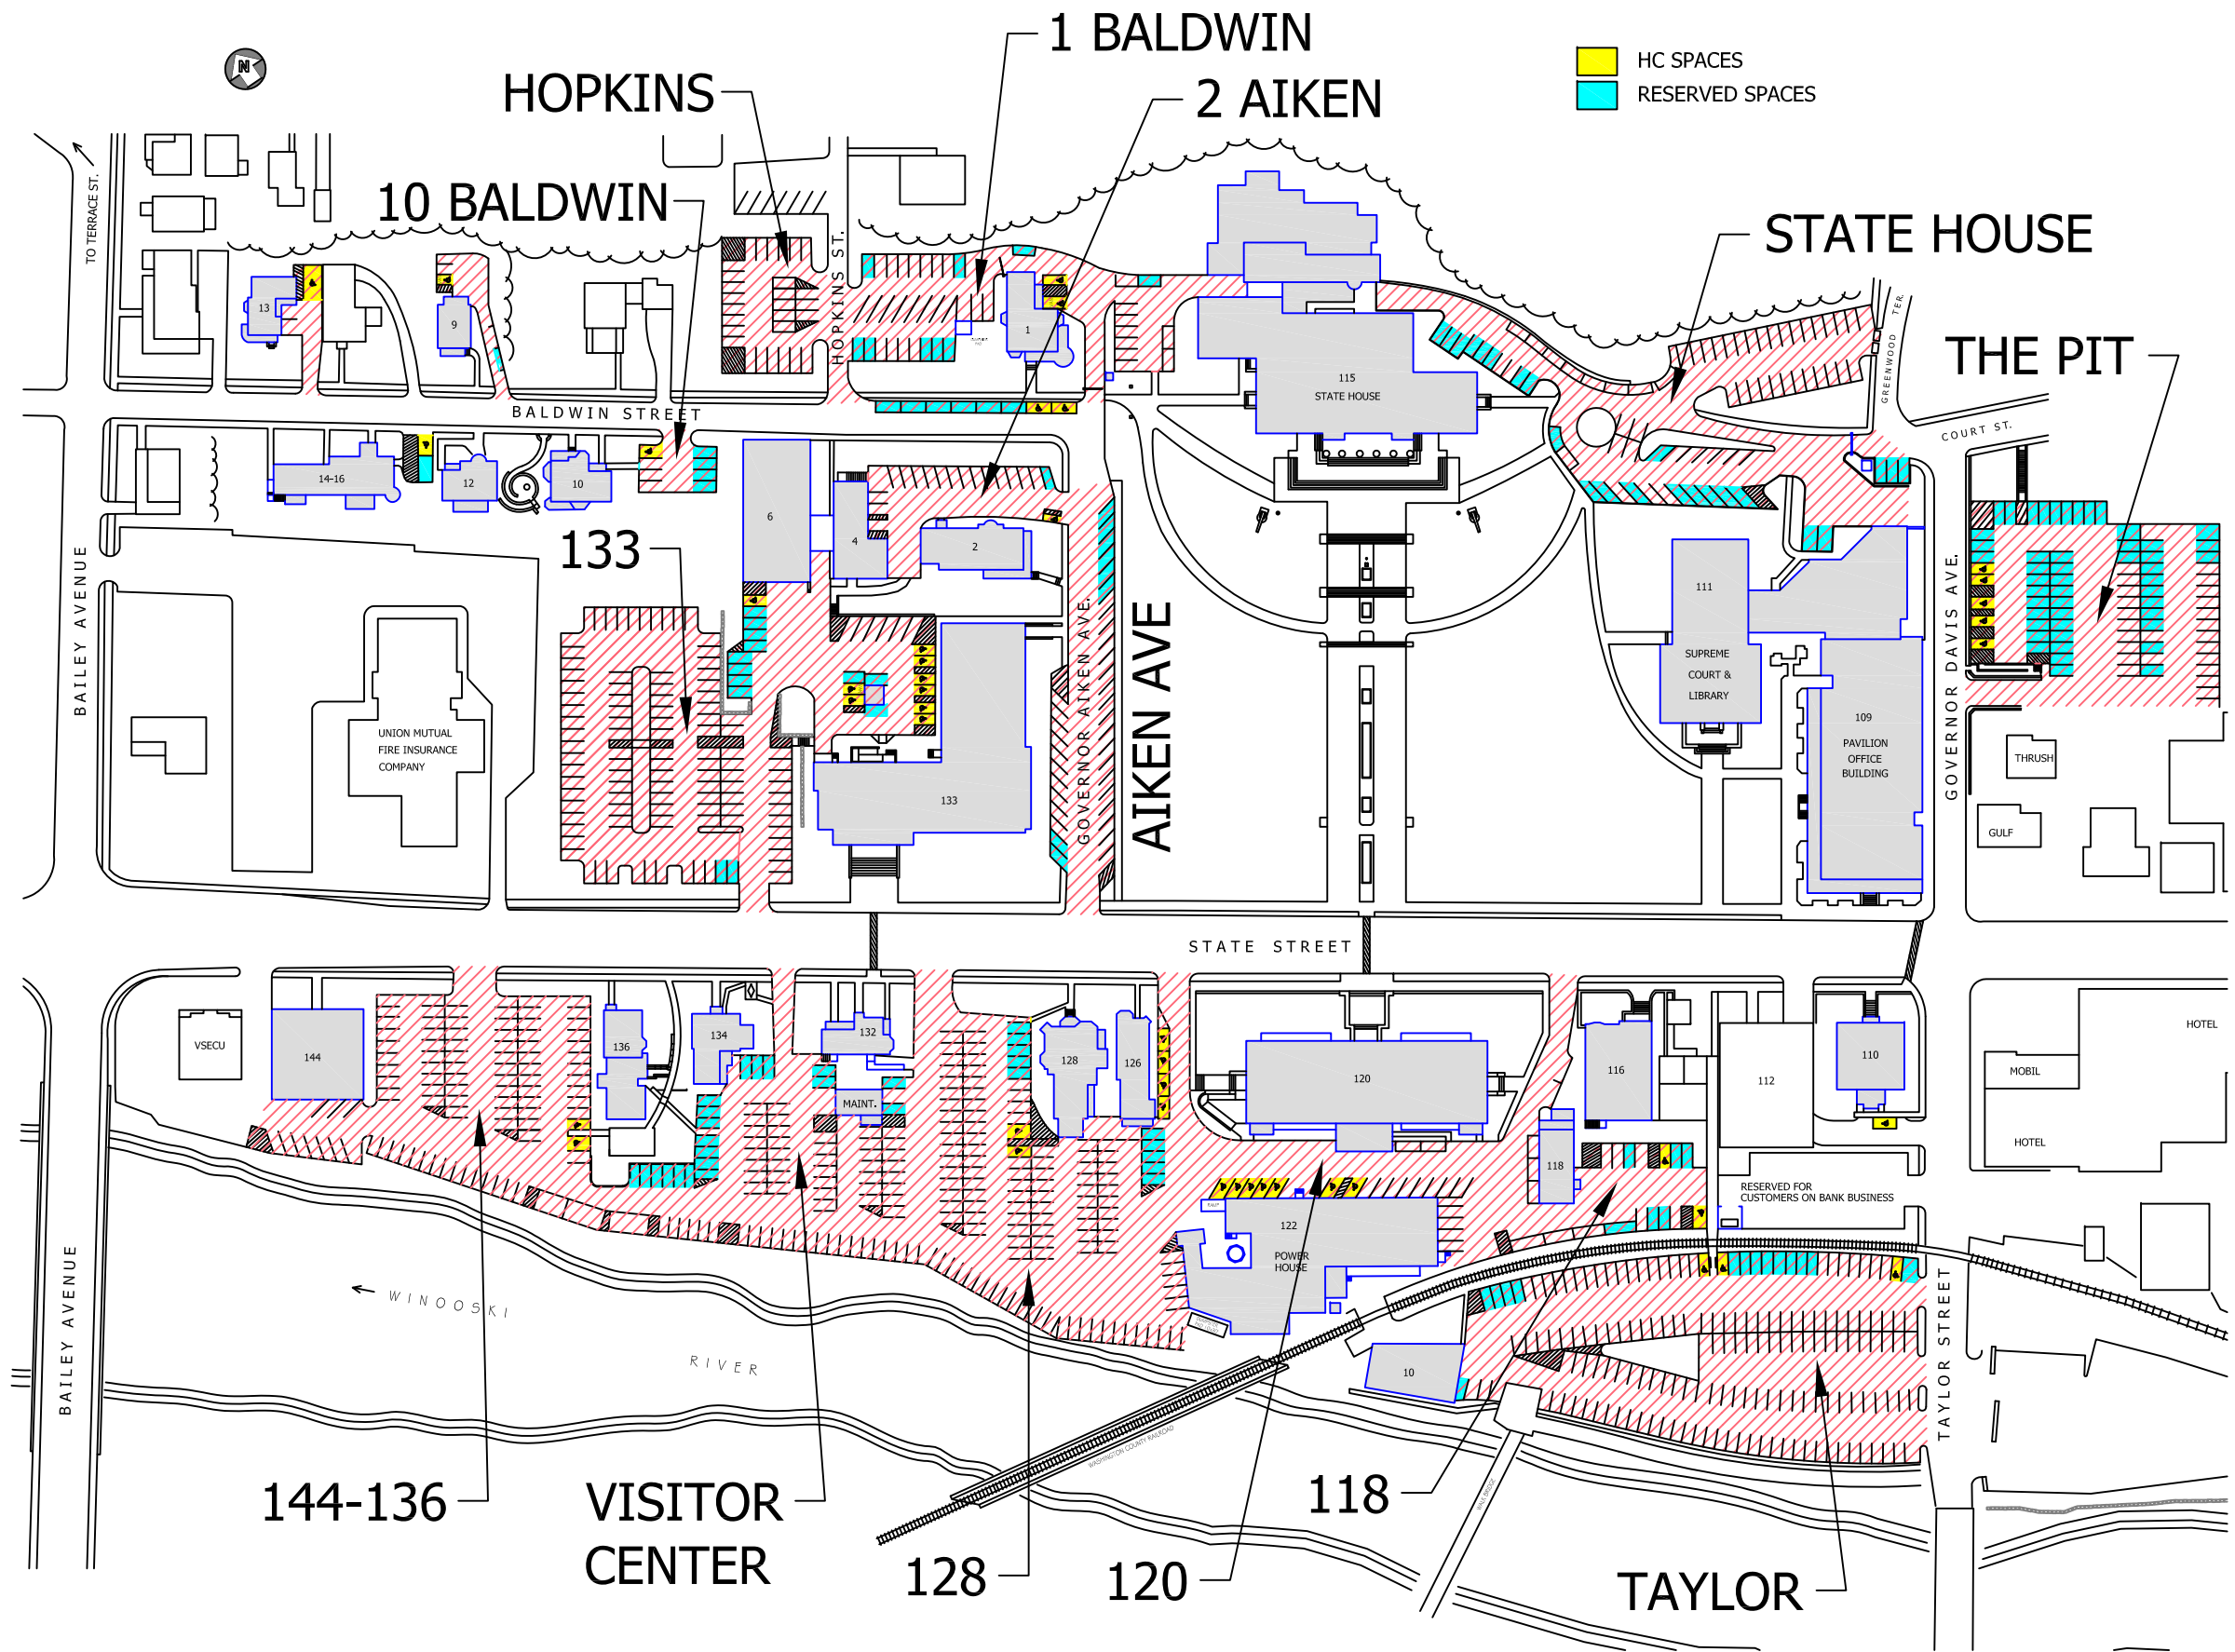 1 BALDWIN
N
HC SPACES
HOPKINS
2 AIKEN
RESERVED SPACES
TO TERRACE ST.
10 BALDWIN
HOPKINS ST.
STATE HOUSE
13
9
1
GREENWOOD TER.
THE PIT
115
STATE HOUSE
BALDWIN STREET
COURT ST.
14-16
12
10
6
4
2
133
111
BAILEY AVENUE
GOVERNOR AIKEN AVE.
AIKEN AVE
GOVERNOR DAVIS AVE.
SUPREME
COURT &
LIBRARY
109
PAVILION
OFFICE
BUILDING
UNION MUTUAL
FIRE INSURANCE
COMPANY
THRUSH
133
GULF
STATE STREET
VSECU
144
136
134
132
MAINT.
128
126
120
116
112
110
HOTEL
MOBIL
HOTEL
118
RESERVED FOR
CUSTOMERS ON BANK BUSINESS
122
POWER
HOUSE
BAILEY AVENUE
WINOOSKI
RIVER
10
TAYLOR STREET
WASHINGTON COUNTY RAILROAD
144-136
VISITOR
CENTER
118
128
120
TAYLOR